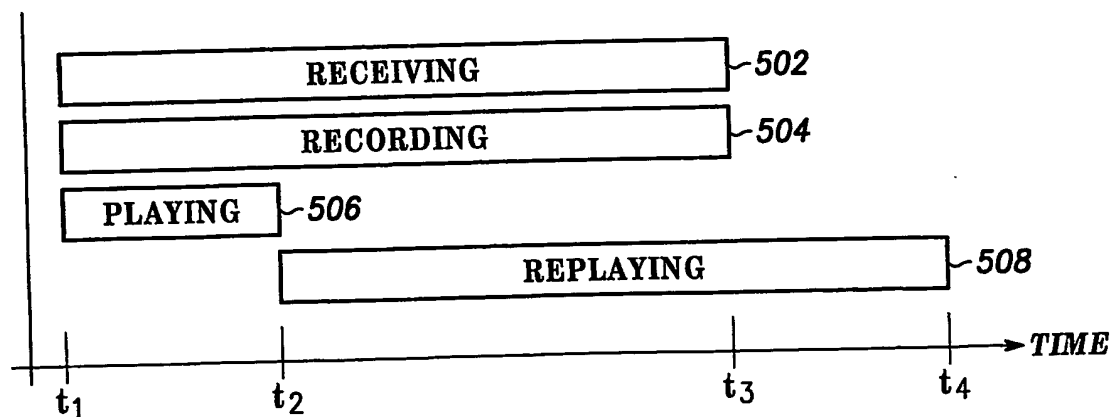 RECEIVING 502
RECORDING 504
PLAYING 506
REPLAYING 508
TIME
t1 t2 t3 t4